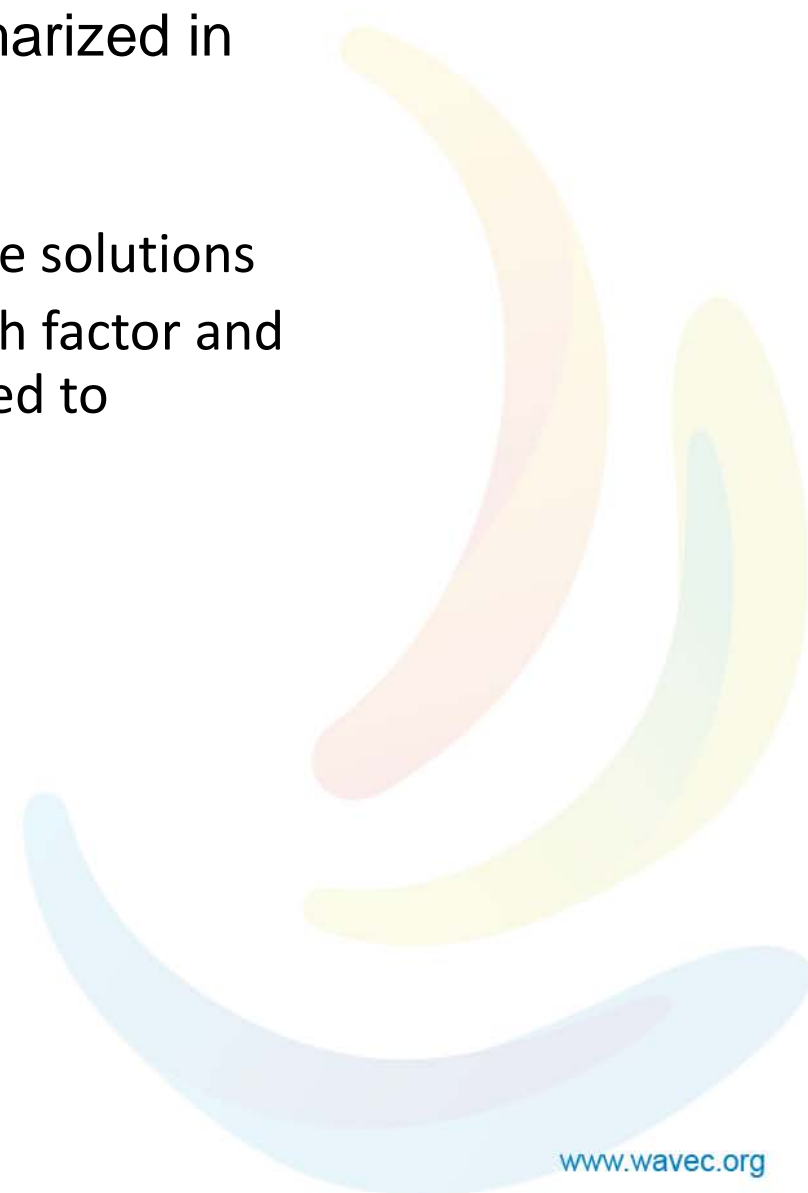 narized in
e solutions
h factor and
ed to
www.wavec.org